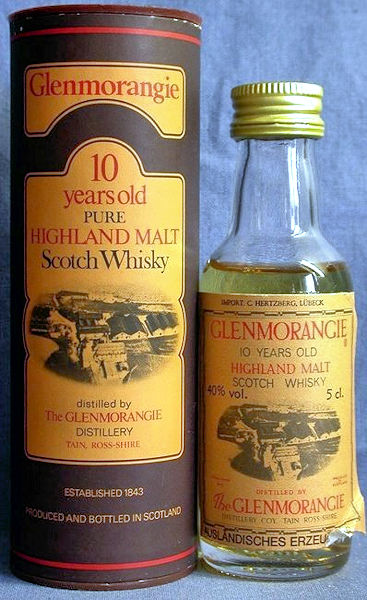 Glenmorangie
10
years old
PURE
HIGHLAND MALT
Scotch Whisky
distilled by
The GLENMORANGIE
DISTILLERY
TAIN, ROSS-SHIRE
ESTABLISHED 1843
PRODUCED AND BOTTLED IN SCOTLAND
IMPORT. C. HERTZBERG, LÜBECK
GLENMORANGIE
10 YEARS OLD
HIGHLAND MALT
SCOTCH WHISKY
40% vol. 5 cl.
DISTILLED BY
The GLENMORANGIE
DISTILLERY COY. TAIN, ROSS-SHIRE.
AUSLÄNDISCHES ERZEU